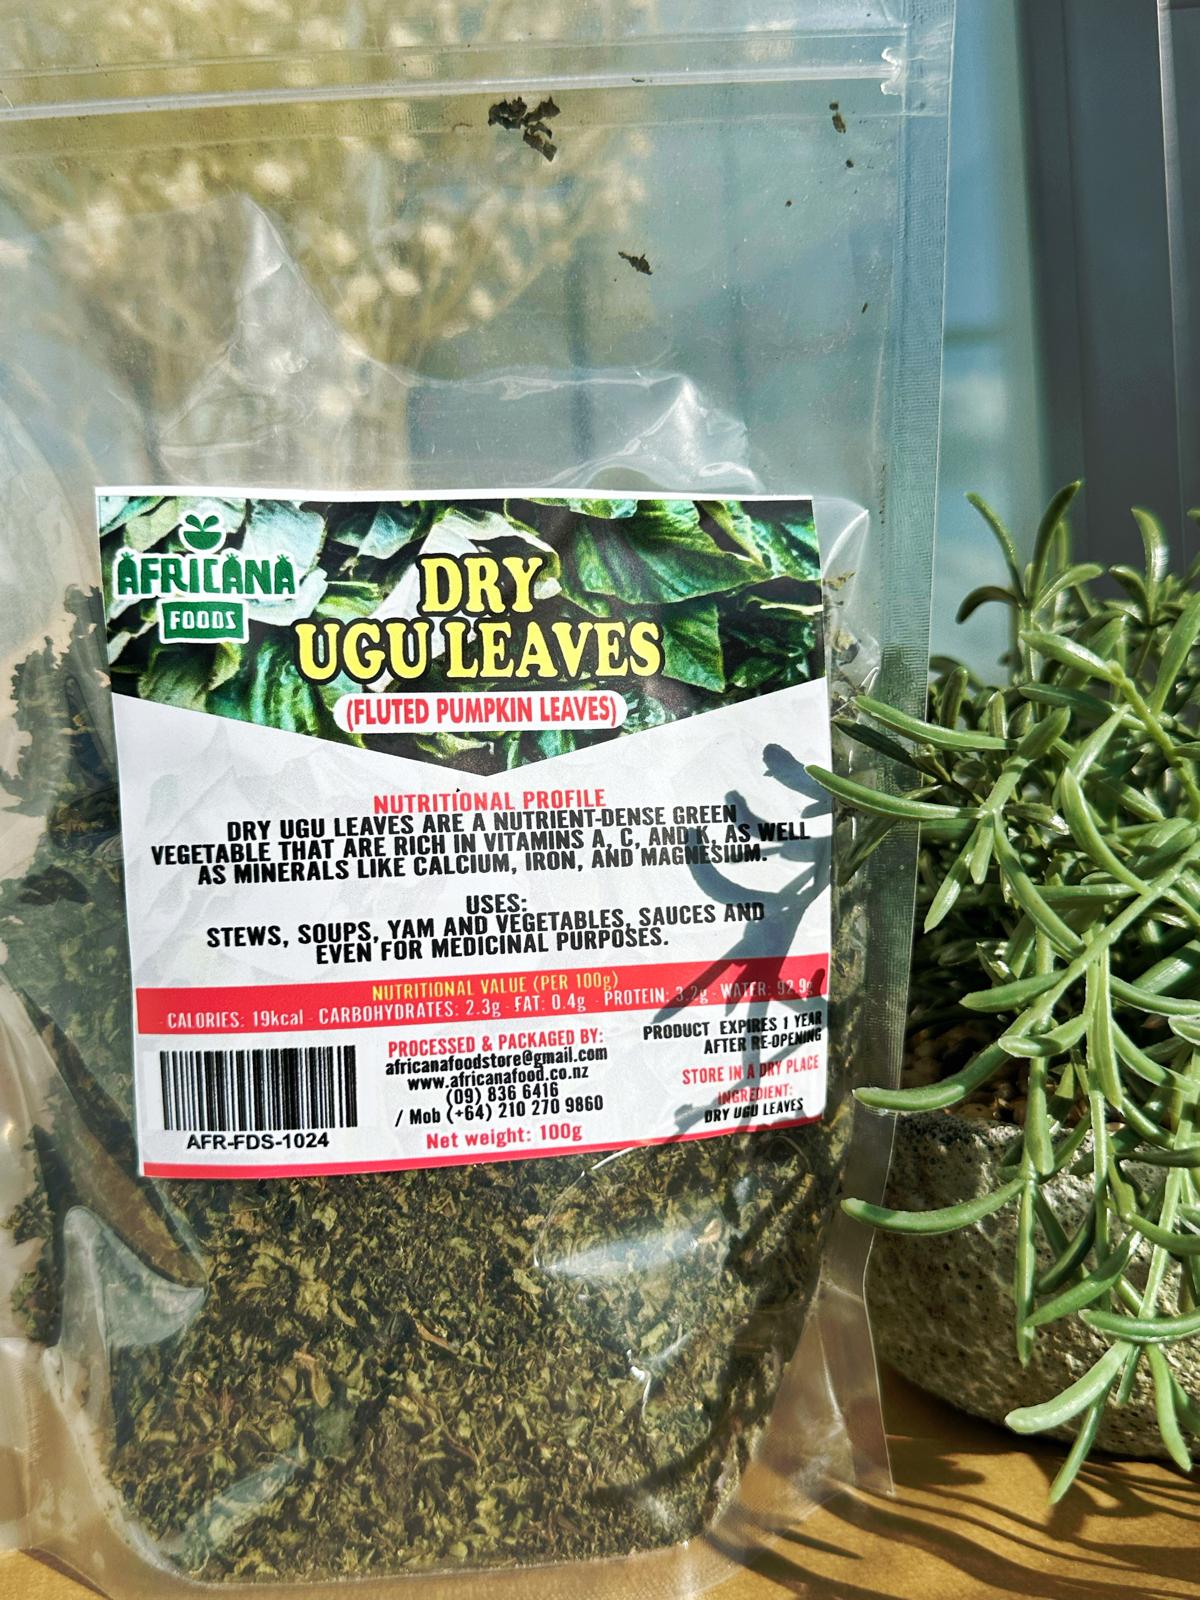 AFRICANA
FOODS
DRY
UGU LEAVES
(FLUTED PUMPKIN LEAVES)
NUTRITIONAL PROFILE
DRY UGU LEAVES ARE A NUTRIENT-DENSE GREEN
VEGETABLE THAT ARE RICH IN VITAMINS A, C, AND K, AS WELL
AS MINERALS LIKE CALCIUM, IRON, AND MAGNESIUM.
USES:
STEWS, SOUPS, YAM AND VEGETABLES, SAUCES AND
EVEN FOR MEDICINAL PURPOSES.
NUTRITIONAL VALUE (PER 100g)
- CALORIES: 19kcal - CARBOHYDRATES: 2.3g - FAT: 0.4g - PROTEIN: 3.2g - WATER: 92.9g
AFR-FDS-1024
PROCESSED & PACKAGED BY:
africanafoodstore@gmail.com
www.africanafood.co.nz
(09) 836 6416
/ Mob (+64) 210 270 9860
Net weight: 100g
PRODUCT EXPIRES 1 YEAR
AFTER RE-OPENING
STORE IN A DRY PLACE
INGREDIENT:
DRY UGU LEAVES